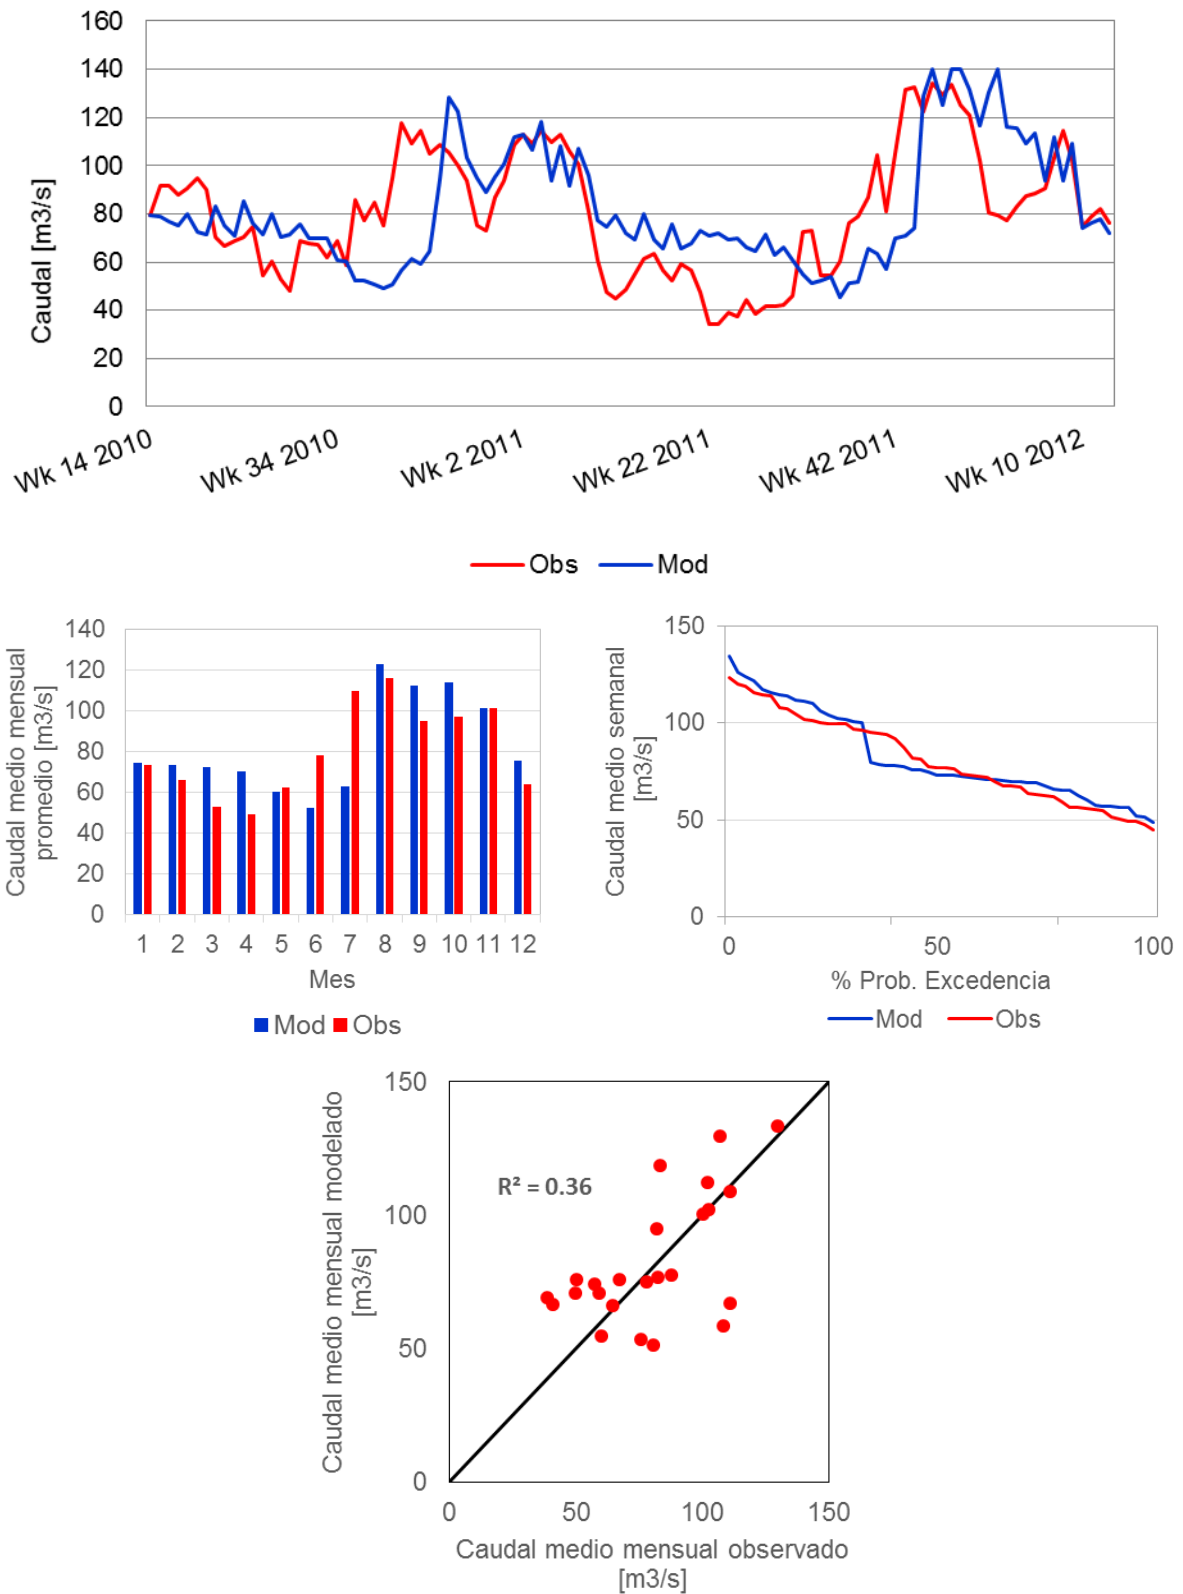 160
140
120
100
80
60
40
20
0
Caudal [m3/s]
Wk 14 2010
Wk 34 2010
Wk 2 2011
Wk 22 2011
Wk 42 2011
Wk 10 2012
Obs
Mod
Caudal medio mensual
promedio [m3/s]
140
120
100
80
60
40
20
0
1 2 3 4 5 6 7 8 9 10 11 12
Mes
Mod Obs
Caudal medio semanal
[m3/s]
150
100
50
0
0 50 100
% Prob. Excedencia
Mod Obs
Caudal medio mensual modelado
[m3/s]
150
100
50
0
R² = 0.36
0 50 100 150
Caudal medio mensual observado
[m3/s]